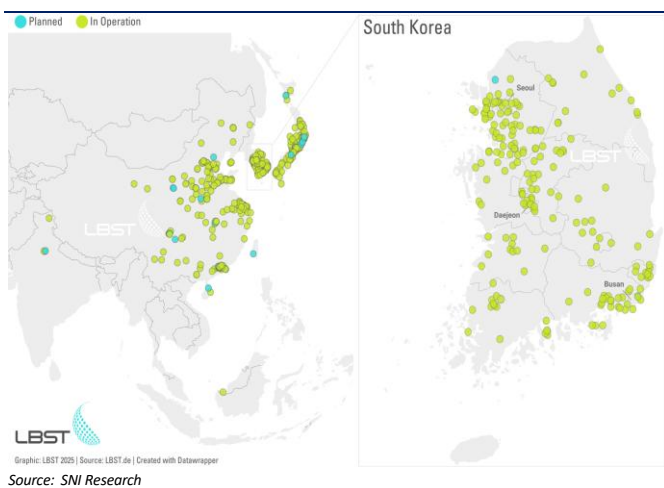 Planned In Operation
South Korea
Seoul
LBST
LBST
Daejeon
Busan
LBST
Graphic: LBST 2025 | Source: LBST.de | Created with Datawrapper
Source: SNI Research